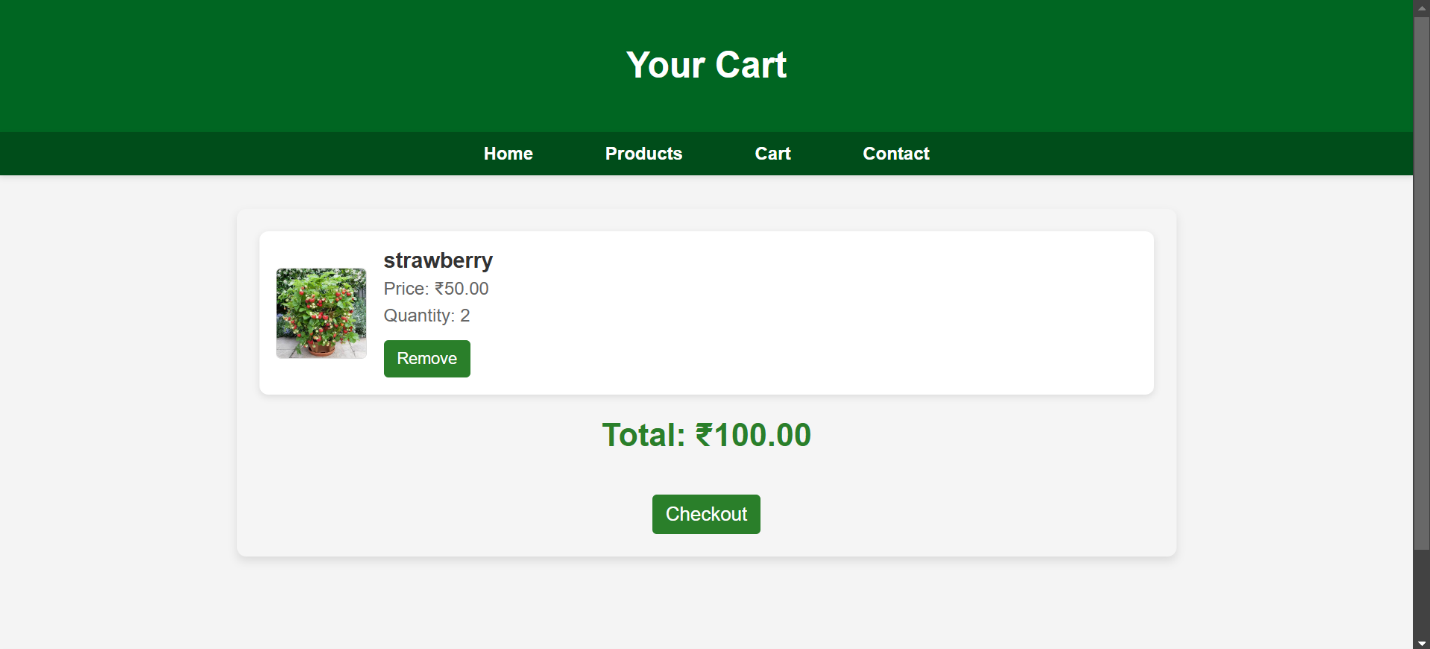 Your Cart
Home Products Cart Contact
strawberry
Price: ₹50.00
Quantity: 2
Remove
Total: ₹100.00
Checkout